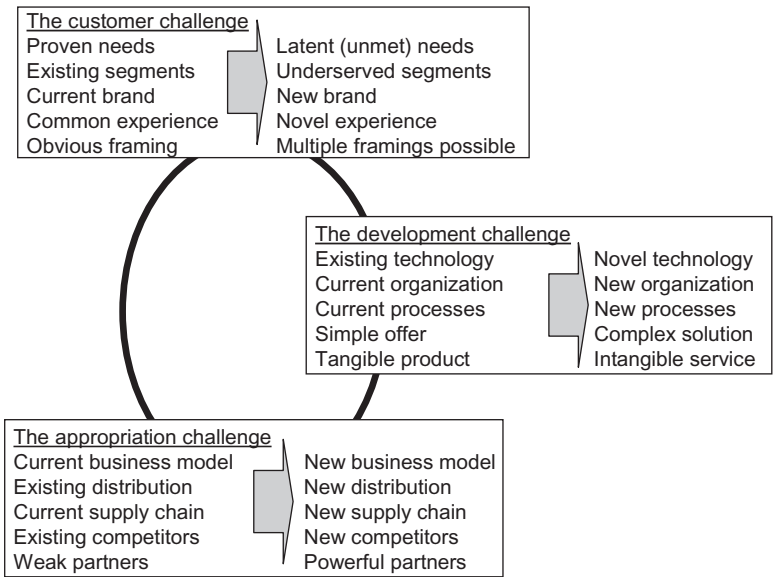 The customer challenge
Proven needs Latent (unmet) needs
Existing segments Underserved segments
Current brand New brand
Common experience Novel experience
Obvious framing Multiple framings possible
The development challenge
Existing technology Novel technology
Current organization New organization
Current processes New processes
Simple offer Complex solution
Tangible product Intangible service
The appropriation challenge
Current business model New business model
Existing distribution New distribution
Current supply chain New supply chain
Existing competitors New competitors
Weak partners Powerful partners